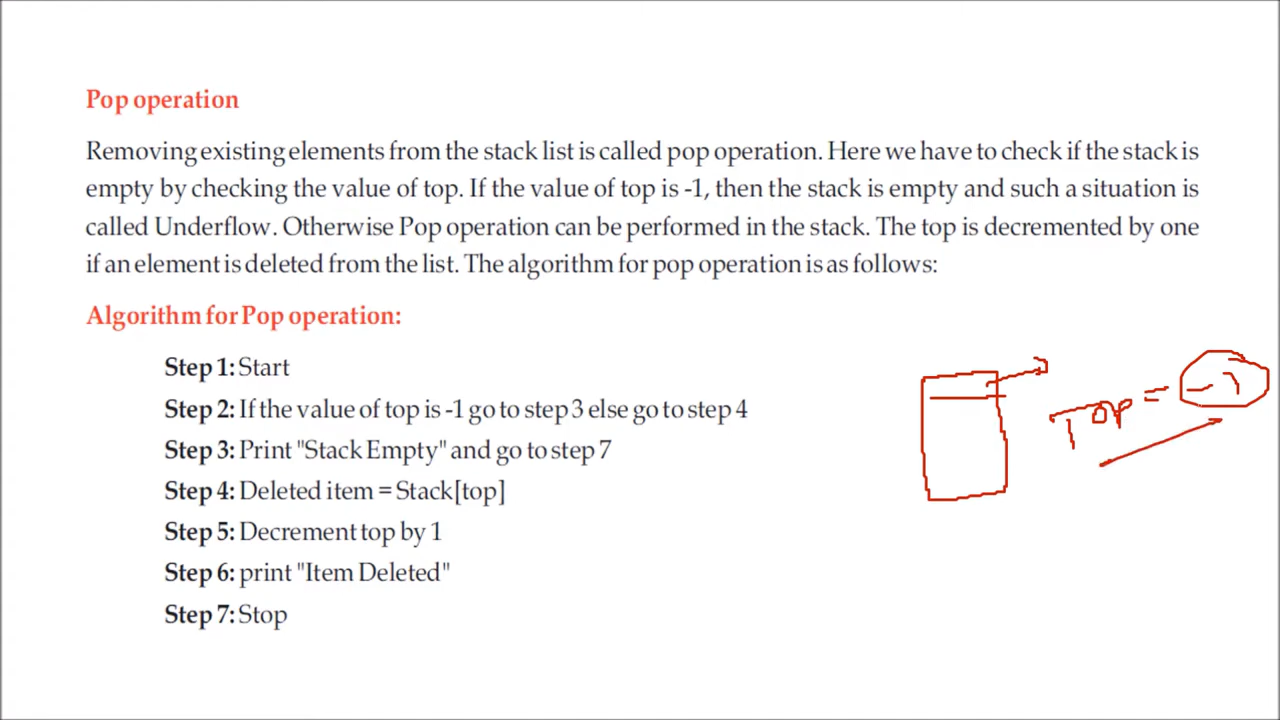 Pop operation
Removing existing elements from the stack list is called pop operation. Here we have to check if the stack is
empty by checking the value of top. If the value of top is -1, then the stack is empty and such a situation is
called Underflow. Otherwise Pop operation can be performed in the stack. The top is decremented by one
if an element is deleted from the list. The algorithm for pop operation is as follows:
Algorithm for Pop operation:
Step 1: Start
Step 2: If the value of top is -1 go to step 3 else go to step 4
Step 3: Print "Stack Empty" and go to step 7
Step 4: Deleted item = Stack[top]
Step 5: Decrement top by 1
Step 6: print "Item Deleted"
Step 7: Stop
TOP = -1